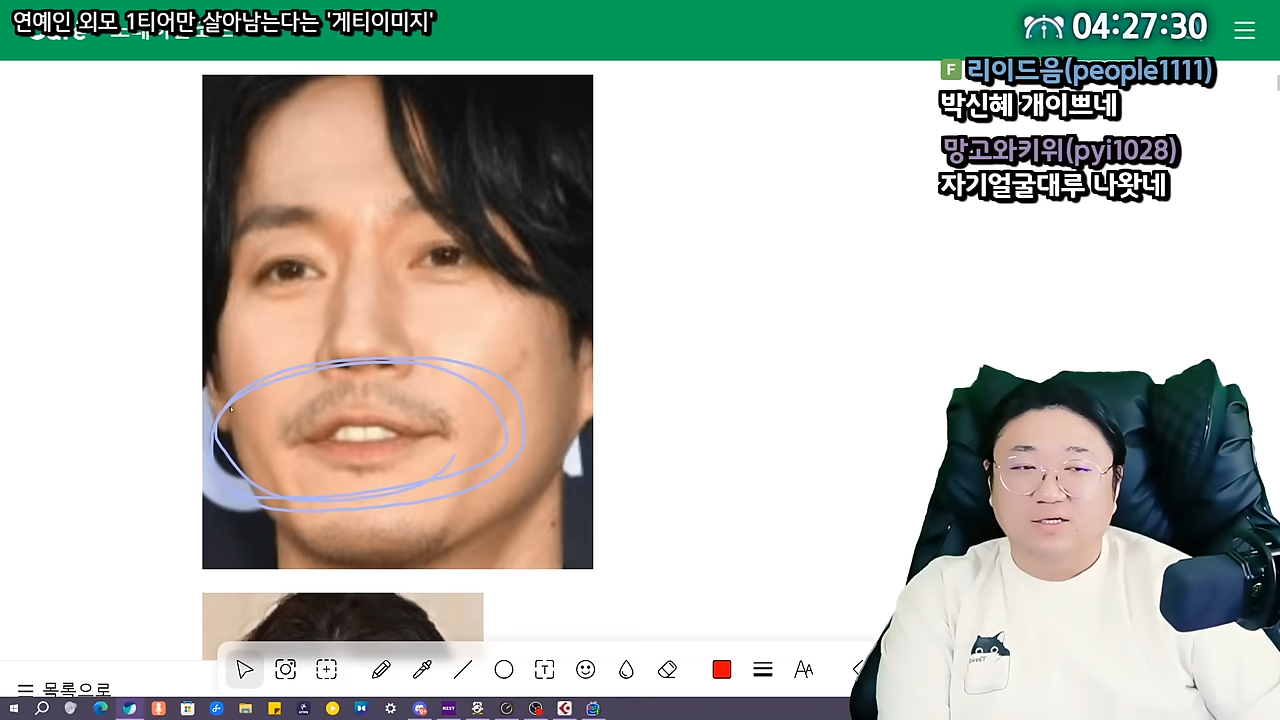 연예인 외모 1티어만 살아남는다는 '게티이미지'
04:27:30
F 리이드음(people1111)
박신혜 개이쁘네
망고와키위(pyi1028)
자기얼굴대루 나왓네
목록으로
NEXT